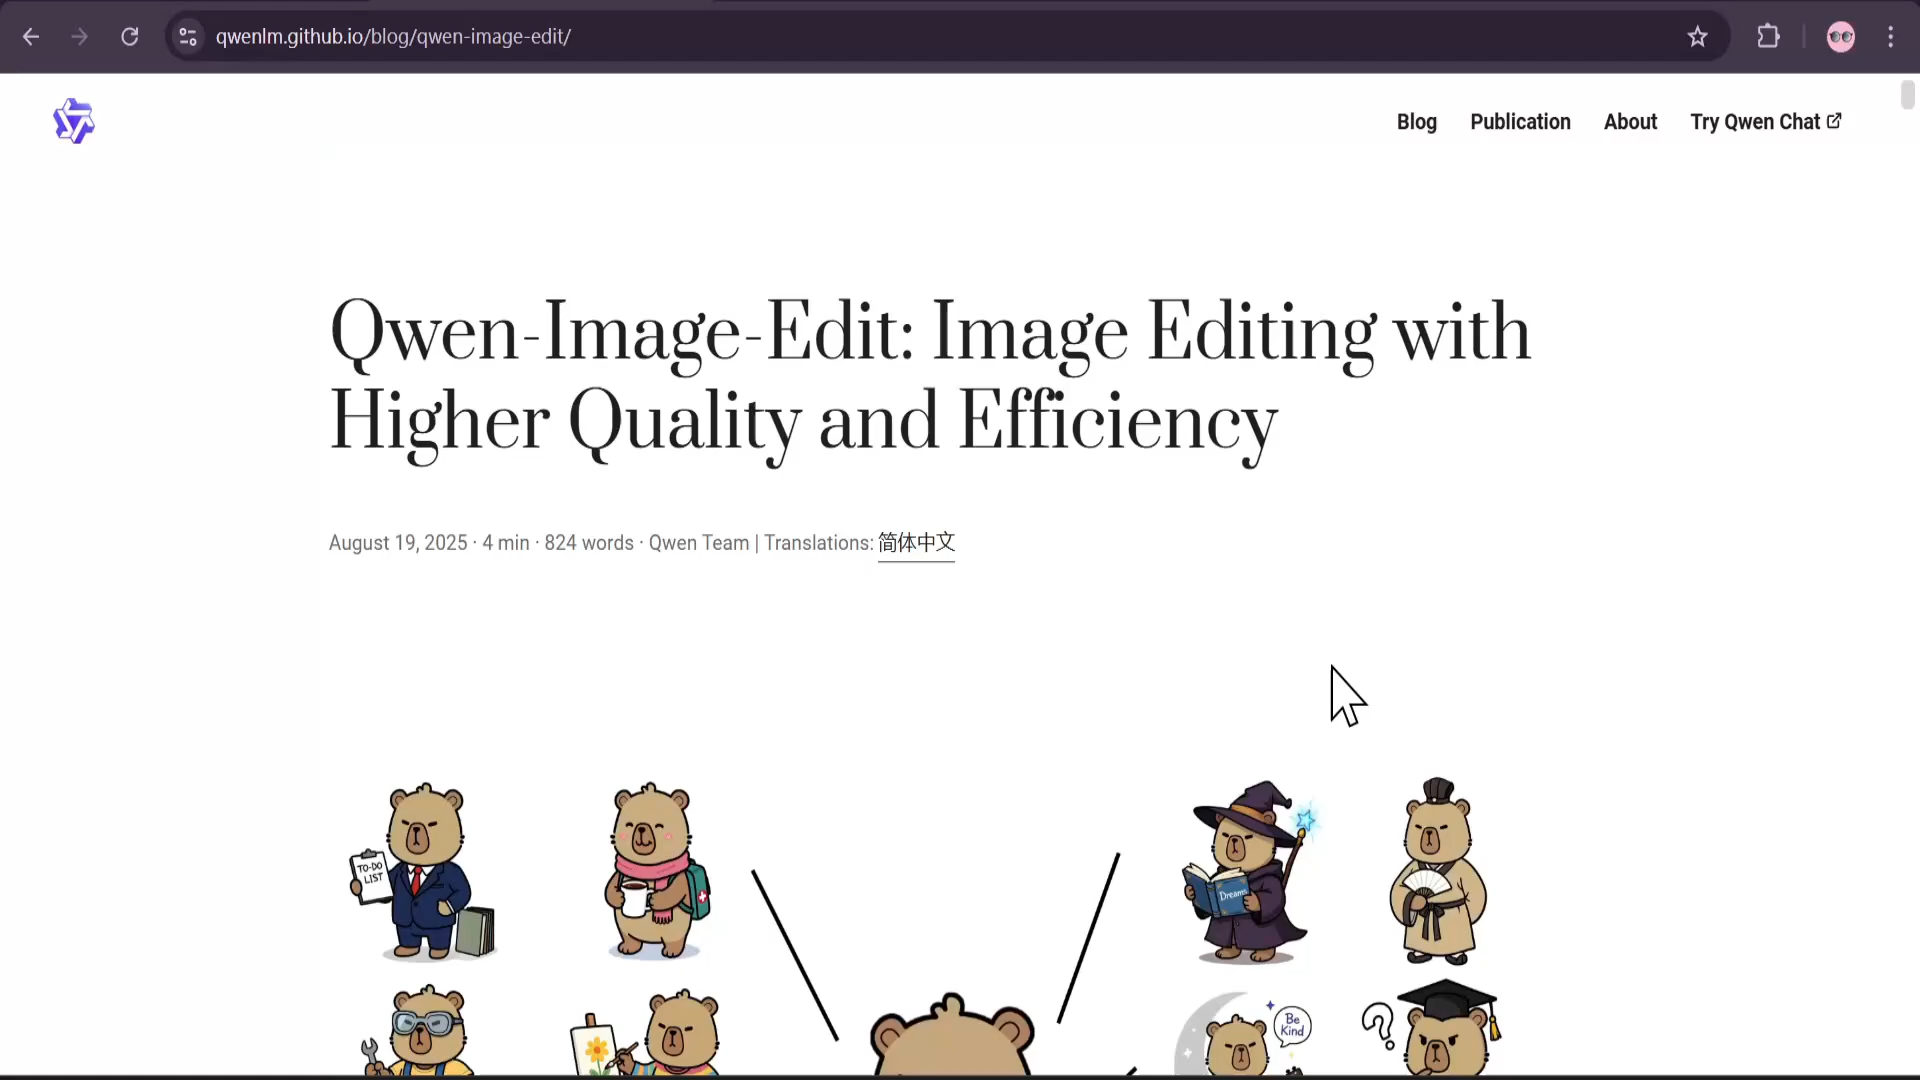 qwenlm.github.io/blog/qwen-image-edit/
Blog Publication About Try Qwen Chat
Qwen-Image-Edit: Image Editing with
Higher Quality and Efficiency
August 19, 2025 · 4 min · 824 words · Qwen Team | Translations: 简体中文
TO-DO
LIST
Dreams
Be
Kind
?